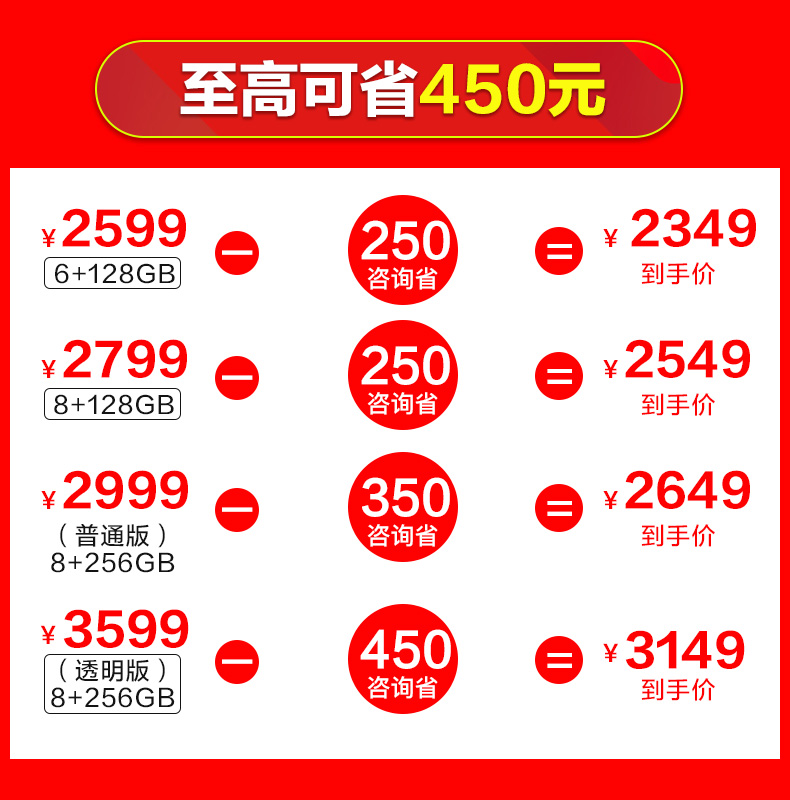 至高可省450元
¥2599 − 250 = ¥2349
6+128GB 咨询省 到手价
¥2799 − 250 = ¥2549
8+128GB 咨询省 到手价
¥2999 − 350 = ¥2649
（普通版） 咨询省 到手价
8+256GB
¥3599 − 450 = ¥3149
（透明版） 咨询省 到手价
8+256GB